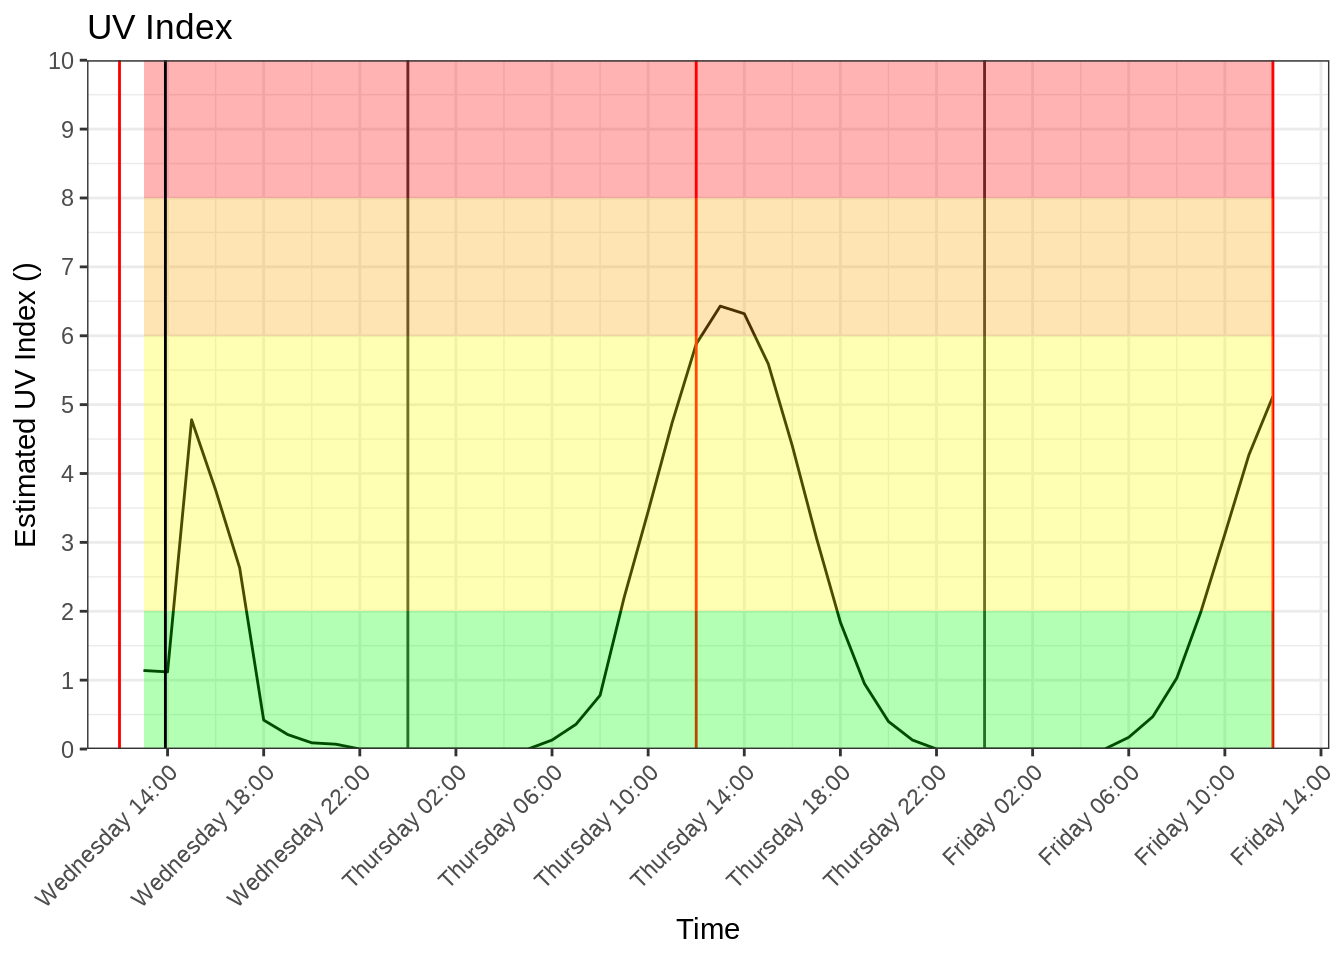 UV Index
Estimated UV Index ()
10
9
8
7
6
5
4
3
2
1
0
Wednesday 14:00
Wednesday 18:00
Wednesday 22:00
Thursday 02:00
Thursday 06:00
Thursday 10:00
Thursday 14:00
Thursday 18:00
Thursday 22:00
Friday 02:00
Friday 06:00
Friday 10:00
Friday 14:00
Time